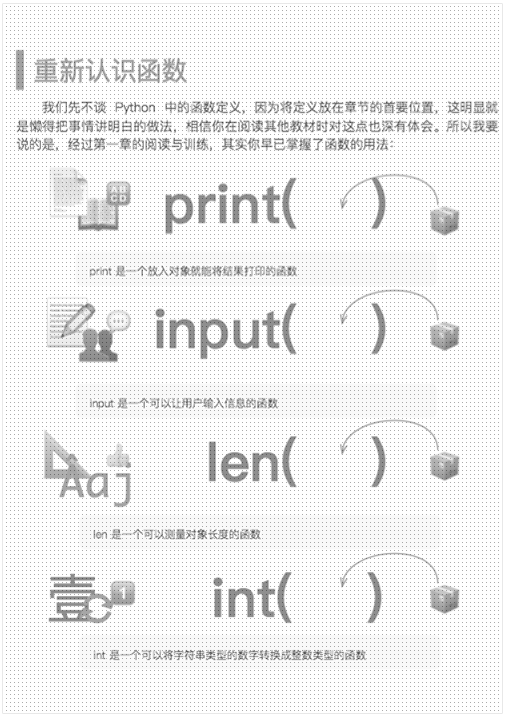 重新认识函数
我们先不谈 Python 中的函数定义，因为将定义放在章节的首要位置，这明显就
是懒得把事情讲明白的做法，相信你在阅读其他教材时对这点也深有体会。所以我要
说的是，经过第一章的阅读与训练，其实你早已掌握了函数的用法：
AB
CD
print( )
print 是一个放入对象就能将结果打印的函数
input( )
input 是一个可以让用户输入信息的函数
Aaj
len( )
len 是一个可以测量对象长度的函数
壹 1
int( )
int 是一个可以将字符串类型的数字转换成整数类型的函数